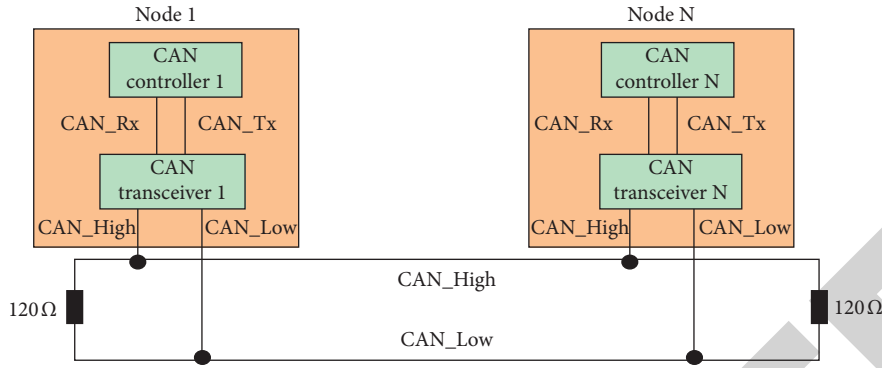 Node 1
Node N
CAN
controller 1
CAN
controller N
CAN_Rx
CAN_Tx
CAN_Rx
CAN_Tx
CAN
transceiver 1
CAN
transceiver N
CAN_High
CAN_Low
CAN_High
CAN_Low
CAN_High
120 Ω
120 Ω
CAN_Low